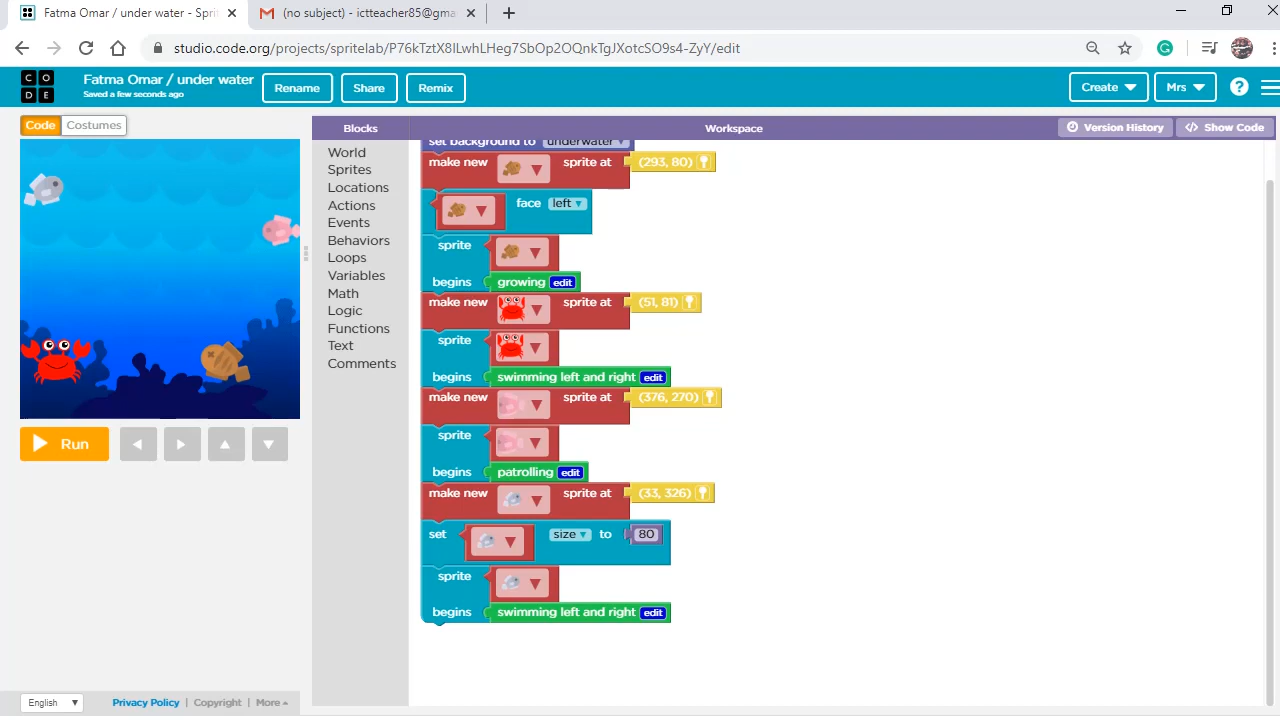 Fatma Omar / under water - Spri
(no subject) - ictteacher85@gma
studio.code.org/projects/spritelab/P76kTztX8lLwhLHeg7SbOp2OQnkTgJXotcSO9s4-ZyY/edit
C O
D E
Fatma Omar / under water
Saved a few seconds ago
Rename
Share
Remix
Create
Mrs
?
Code
Costumes
Blocks
Workspace
Version History
Show Code
World
Sprites
Locations
Actions
Events
Behaviors
Loops
Variables
Math
Logic
Functions
Text
Comments
set background to underwater
make new sprite at (293, 80)
face left
sprite
begins growing edit
make new sprite at (51, 81)
sprite
begins swimming left and right edit
make new sprite at (376, 270)
sprite
begins patrolling edit
make new sprite at (33, 326)
set size to 80
sprite
begins swimming left and right edit
Run
English
Privacy Policy | Copyright | More